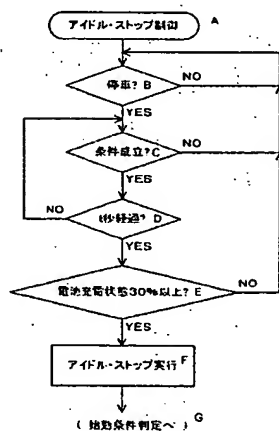 アイドル・ストップ制御 A
停車? B
NO
YES
条件成立? C
NO
YES
NO
t秒経過? D
YES
電池充電状態30%以上? E
NO
YES
アイドル・ストップ実行 F
(始動条件判定へ) G